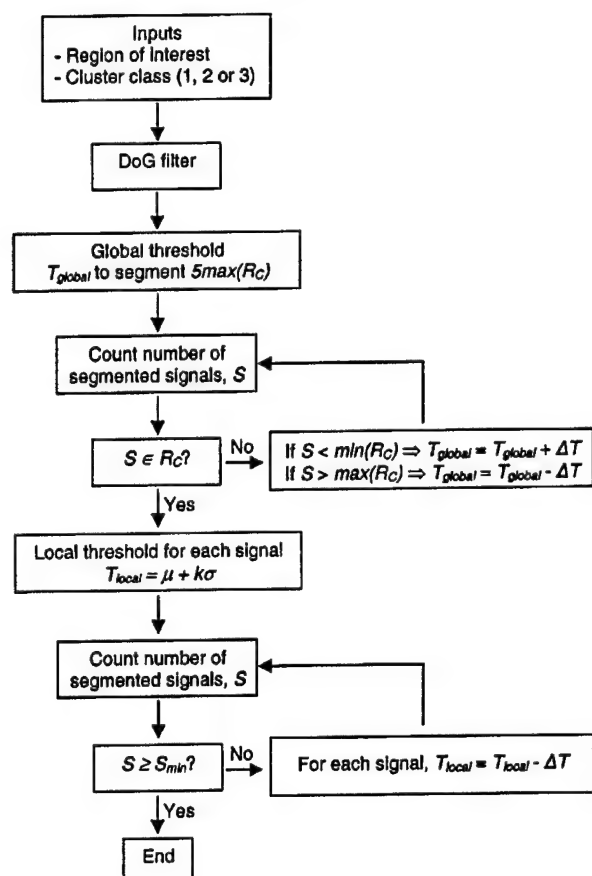 Inputs
- Region of interest
- Cluster class (1, 2 or 3)
DoG filter
Global threshold
Tglobal to segment 5max(RC)
Count number of
segmented signals, S
S ∈ RC?
No
If S < min(RC) ⇒ Tglobal = Tglobal + ΔT
If S > max(RC) ⇒ Tglobal = Tglobal - ΔT
Yes
Local threshold for each signal
Tlocal = μ + kσ
Count number of
segmented signals, S
S ≥ Smin?
No
For each signal, Tlocal = Tlocal - ΔT
Yes
End